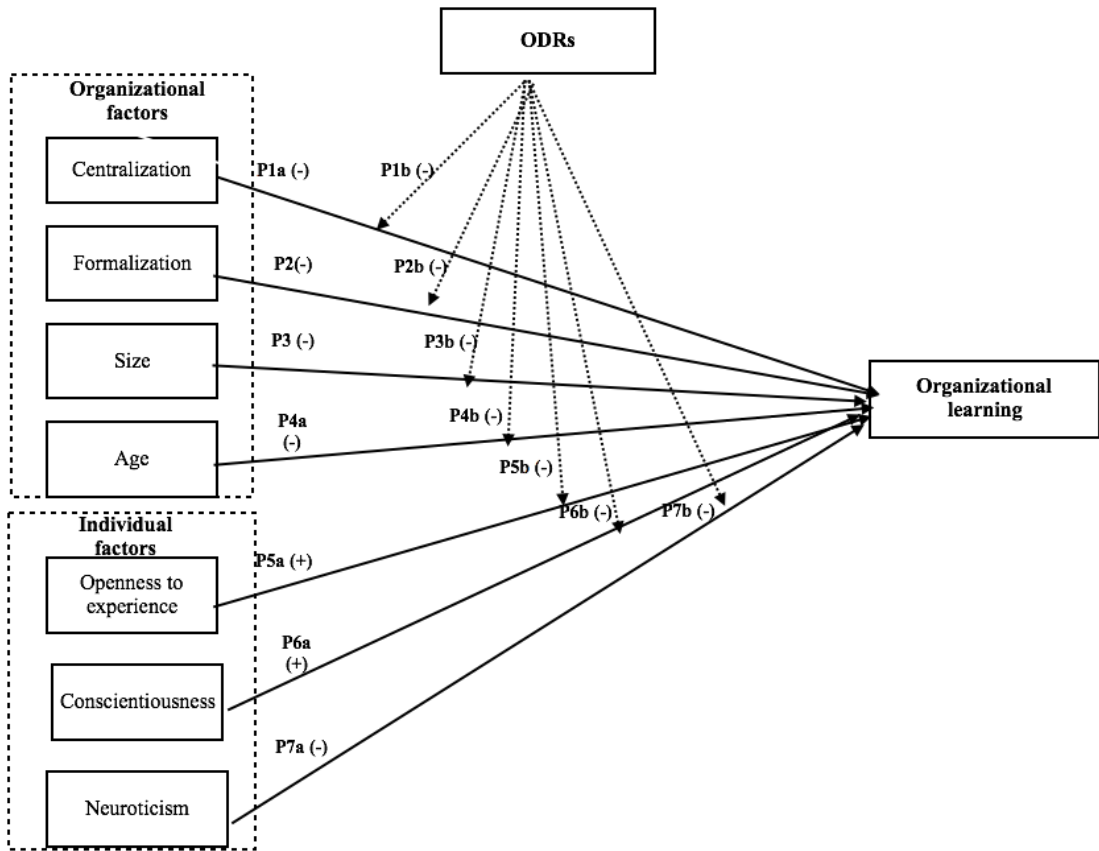 ODRs
Organizational
factors
Centralization
P1a (-)
P1b (-)
Formalization
P2(-)
P2b (-)
Size
P3 (-)
P3b (-)
Organizational
learning
Age
P4a
(-)
P4b (-)
P5b (-)
P6b (-)
P7b (-)
Individual
factors
Openness to
experience
P5a (+)
Conscientiousness
P6a
(+)
Neuroticism
P7a (-)